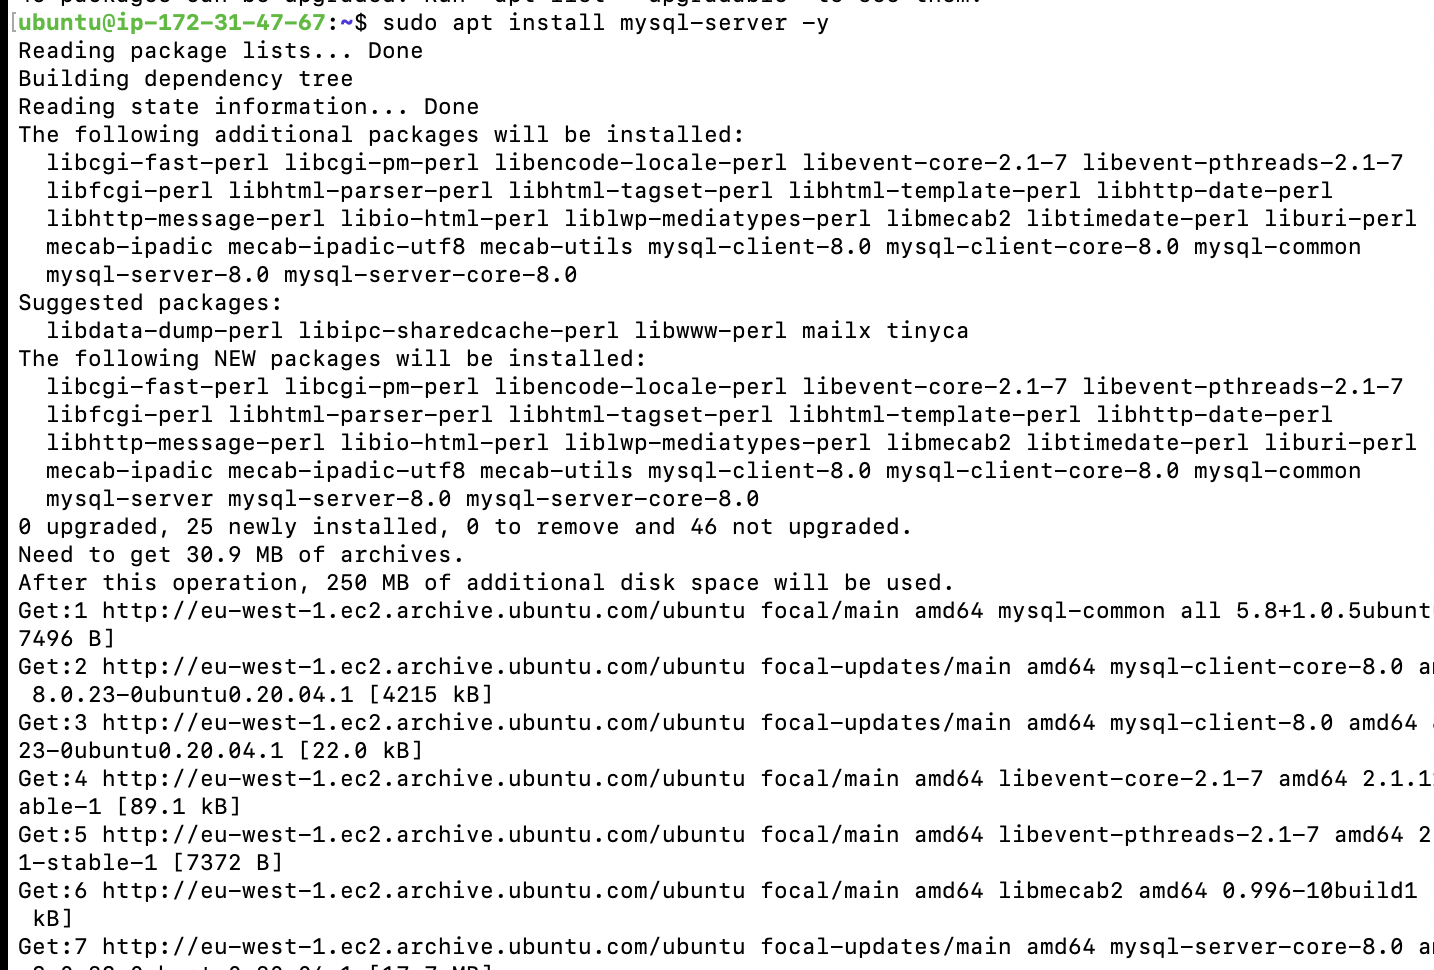 [ubuntu@ip-172-31-47-67:~$ sudo apt install mysql-server -y
Reading package lists... Done
Building dependency tree
Reading state information... Done
The following additional packages will be installed:
  libcgi-fast-perl libcgi-pm-perl libencode-locale-perl libevent-core-2.1-7 libevent-pthreads-2.1-7
  libfcgi-perl libhtml-parser-perl libhtml-tagset-perl libhtml-template-perl libhttp-date-perl
  libhttp-message-perl libio-html-perl liblwp-mediatypes-perl libmecab2 libtimedate-perl liburi-perl
  mecab-ipadic mecab-ipadic-utf8 mecab-utils mysql-client-8.0 mysql-client-core-8.0 mysql-common
  mysql-server-8.0 mysql-server-core-8.0
Suggested packages:
  libdata-dump-perl libipc-sharedcache-perl libwww-perl mailx tinyca
The following NEW packages will be installed:
  libcgi-fast-perl libcgi-pm-perl libencode-locale-perl libevent-core-2.1-7 libevent-pthreads-2.1-7
  libfcgi-perl libhtml-parser-perl libhtml-tagset-perl libhtml-template-perl libhttp-date-perl
  libhttp-message-perl libio-html-perl liblwp-mediatypes-perl libmecab2 libtimedate-perl liburi-perl
  mecab-ipadic mecab-ipadic-utf8 mecab-utils mysql-client-8.0 mysql-client-core-8.0 mysql-common
  mysql-server mysql-server-8.0 mysql-server-core-8.0
0 upgraded, 25 newly installed, 0 to remove and 46 not upgraded.
Need to get 30.9 MB of archives.
After this operation, 250 MB of additional disk space will be used.
Get:1 http://eu-west-1.ec2.archive.ubuntu.com/ubuntu focal/main amd64 mysql-common all 5.8+1.0.5ubunt
7496 B]
Get:2 http://eu-west-1.ec2.archive.ubuntu.com/ubuntu focal-updates/main amd64 mysql-client-core-8.0
 8.0.23-0ubuntu0.20.04.1 [4215 kB]
Get:3 http://eu-west-1.ec2.archive.ubuntu.com/ubuntu focal-updates/main amd64 mysql-client-8.0 amd64
23-0ubuntu0.20.04.1 [22.0 kB]
Get:4 http://eu-west-1.ec2.archive.ubuntu.com/ubuntu focal/main amd64 libevent-core-2.1-7 amd64 2.1.1
able-1 [89.1 kB]
Get:5 http://eu-west-1.ec2.archive.ubuntu.com/ubuntu focal/main amd64 libevent-pthreads-2.1-7 amd64 2
1-stable-1 [7372 B]
Get:6 http://eu-west-1.ec2.archive.ubuntu.com/ubuntu focal/main amd64 libmecab2 amd64 0.996-10build1
 kB]
Get:7 http://eu-west-1.ec2.archive.ubuntu.com/ubuntu focal-updates/main amd64 mysql-server-core-8.0